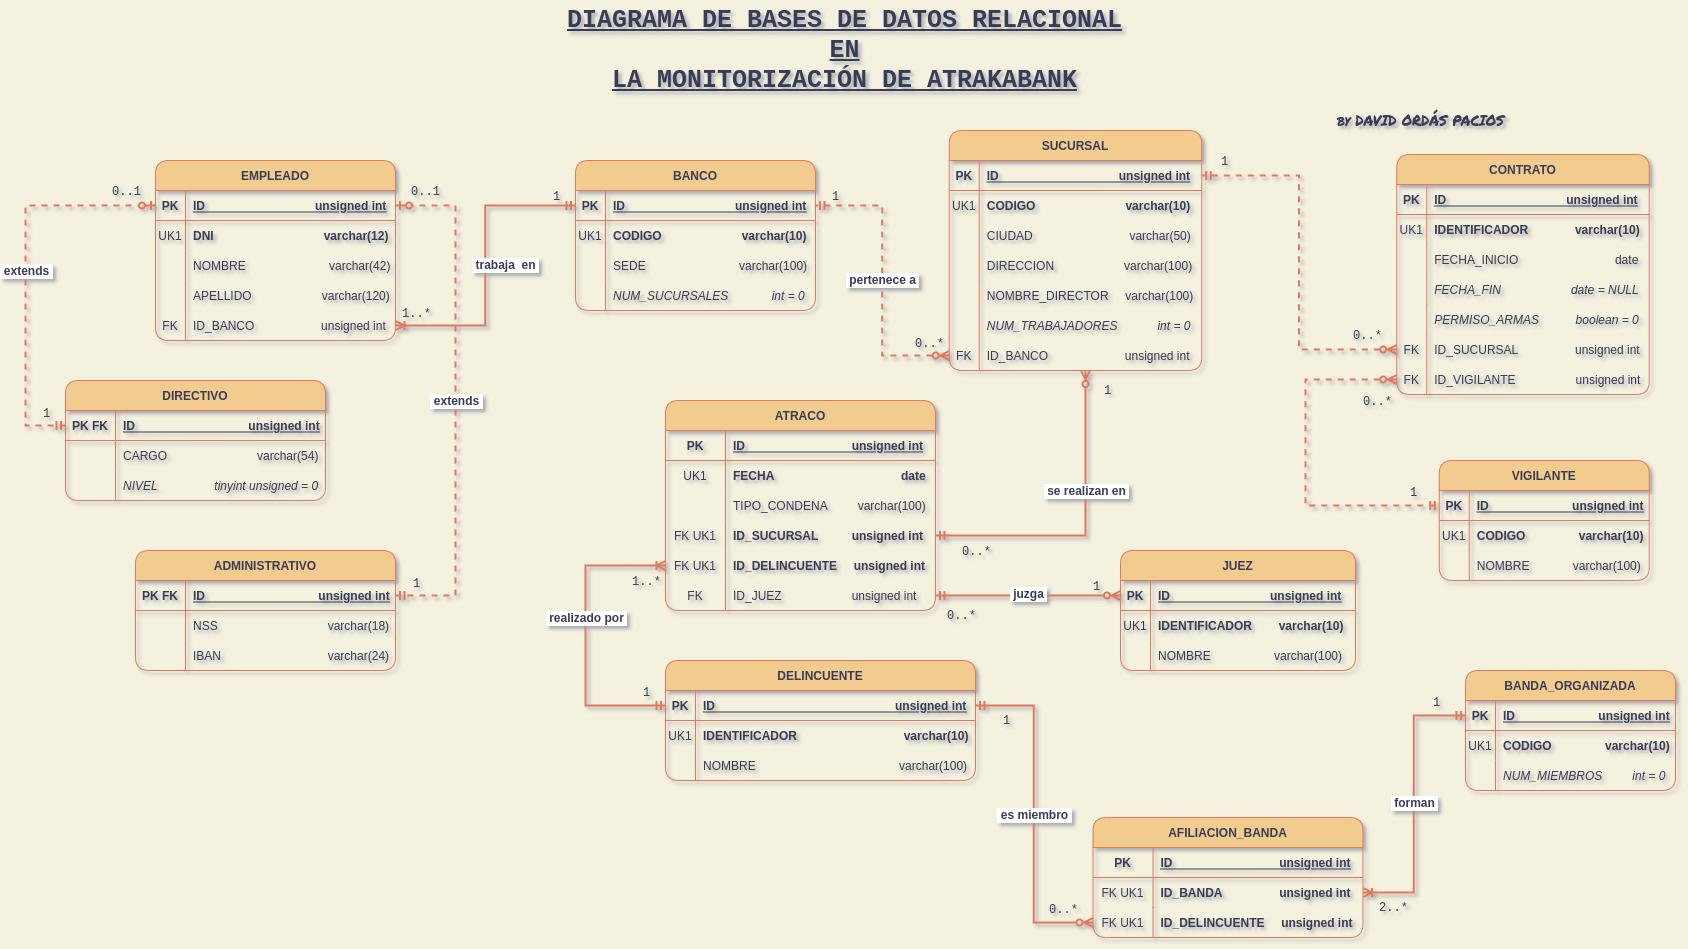 DIAGRAMA DE BASES DE DATOS RELACIONAL
EN
LA MONITORIZACIÓN DE ATRAKABANK
BY DAVID ORDÁS PACIOS
EMPLEADO
PK ID unsigned int
UK1 DNI varchar(12)
NOMBRE varchar(42)
APELLIDO varchar(120)
FK ID_BANCO unsigned int
0..1
0..1
extends
1
trabaja en
1..*
BANCO
PK ID unsigned int
UK1 CODIGO varchar(10)
SEDE varchar(100)
NUM_SUCURSALES int = 0
1
pertenece a
0..*
SUCURSAL
PK ID unsigned int
UK1 CODIGO varchar(10)
CIUDAD varchar(50)
DIRECCION varchar(100)
NOMBRE_DIRECTOR varchar(100)
NUM_TRABAJADORES int = 0
FK ID_BANCO unsigned int
1
0..*
CONTRATO
PK ID unsigned int
UK1 IDENTIFICADOR varchar(10)
FECHA_INICIO date
FECHA_FIN date = NULL
PERMISO_ARMAS boolean = 0
FK ID_SUCURSAL unsigned int
FK ID_VIGILANTE unsigned int
0..*
1
DIRECTIVO
PK FK ID unsigned int
CARGO varchar(54)
NIVEL tinyint unsigned = 0
1
extends
ATRACO
PK ID unsigned int
UK1 FECHA date
TIPO_CONDENA varchar(100)
FK UK1 ID_SUCURSAL unsigned int
FK UK1 ID_DELINCUENTE unsigned int
FK ID_JUEZ unsigned int
1
se realizan en
0..*
VIGILANTE
PK ID unsigned int
UK1 CODIGO varchar(10)
NOMBRE varchar(100)
ADMINISTRATIVO
PK FK ID unsigned int
NSS varchar(18)
IBAN varchar(24)
1
1..*
realizado por
1
0..*
juzga
1
JUEZ
PK ID unsigned int
UK1 IDENTIFICADOR varchar(10)
NOMBRE varchar(100)
DELINCUENTE
PK ID unsigned int
UK1 IDENTIFICADOR varchar(10)
NOMBRE varchar(100)
1
es miembro
0..*
BANDA_ORGANIZADA
PK ID unsigned int
UK1 CODIGO varchar(10)
NUM_MIEMBROS int = 0
1
forman
2..*
AFILIACION_BANDA
PK ID unsigned int
FK UK1 ID_BANDA unsigned int
FK UK1 ID_DELINCUENTE unsigned int